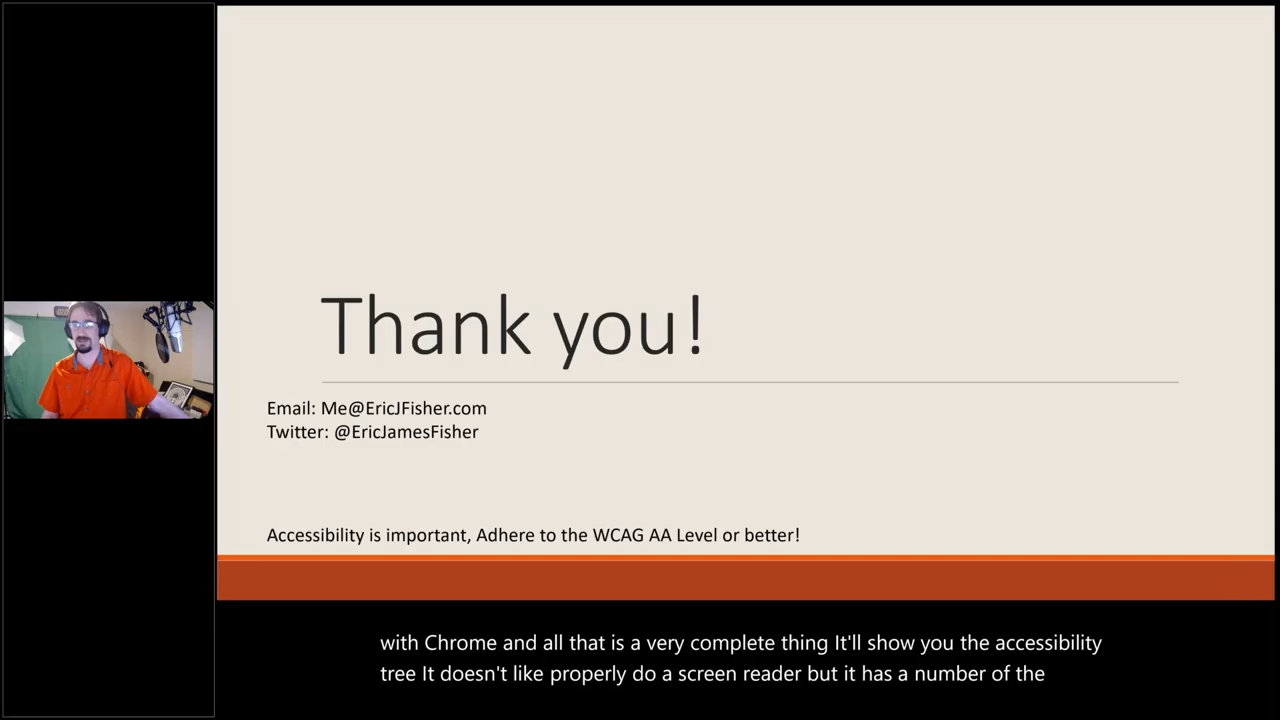 Thank you!
Email: Me@EricJFisher.com
Twitter: @EricJamesFisher
Accessibility is important, Adhere to the WCAG AA Level or better!
with Chrome and all that is a very complete thing It'll show you the accessibility
tree It doesn't like properly do a screen reader but it has a number of the